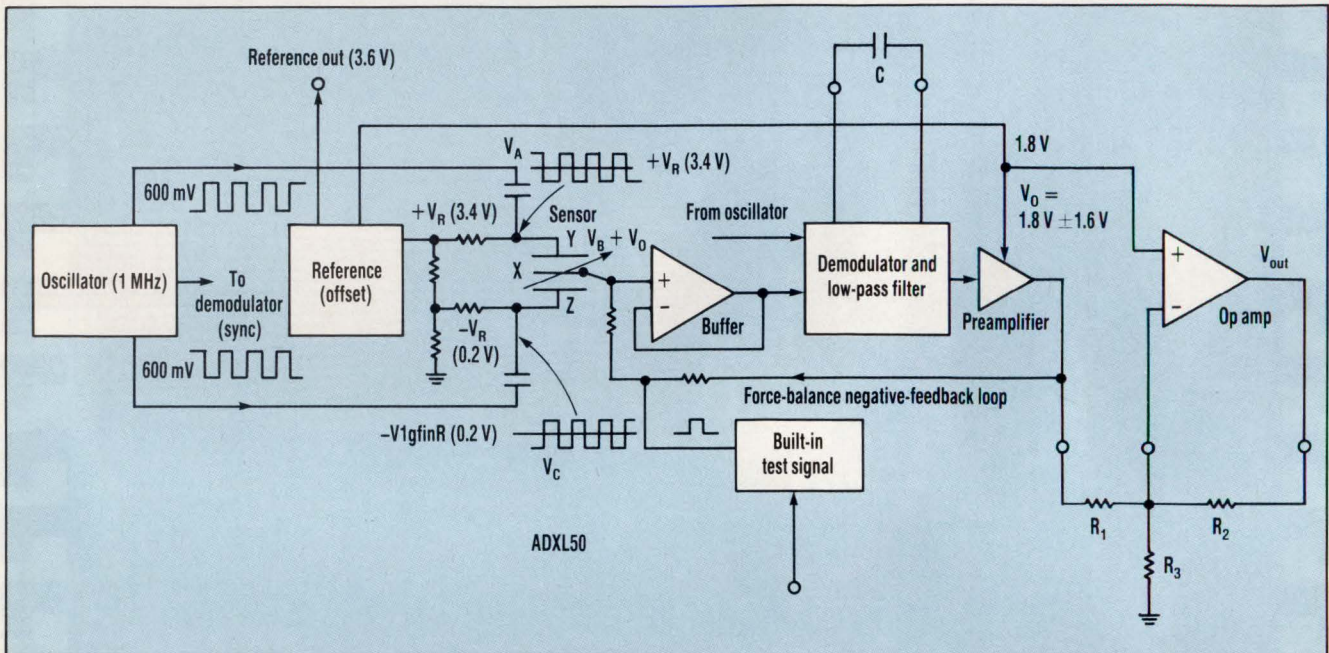 Reference out (3.6 V)
C
V_A
+V_R (3.4 V)
1.8 V
600 mV
V_O =
1.8 V ±1.6 V
+V_R (3.4 V)
Sensor
From oscillator
Y
V_B + V_O
V_out
Oscillator (1 MHz)
To
demodulator
(sync)
Reference
(offset)
X
+
−
Buffer
Demodulator and
low-pass filter
Preamplifier
+
−
Op amp
Z
−V_R
(0.2 V)
600 mV
Force-balance negative-feedback loop
−V1gfinR (0.2 V)
V_C
Built-in
test signal
R_1
R_2
R_3
ADXL50